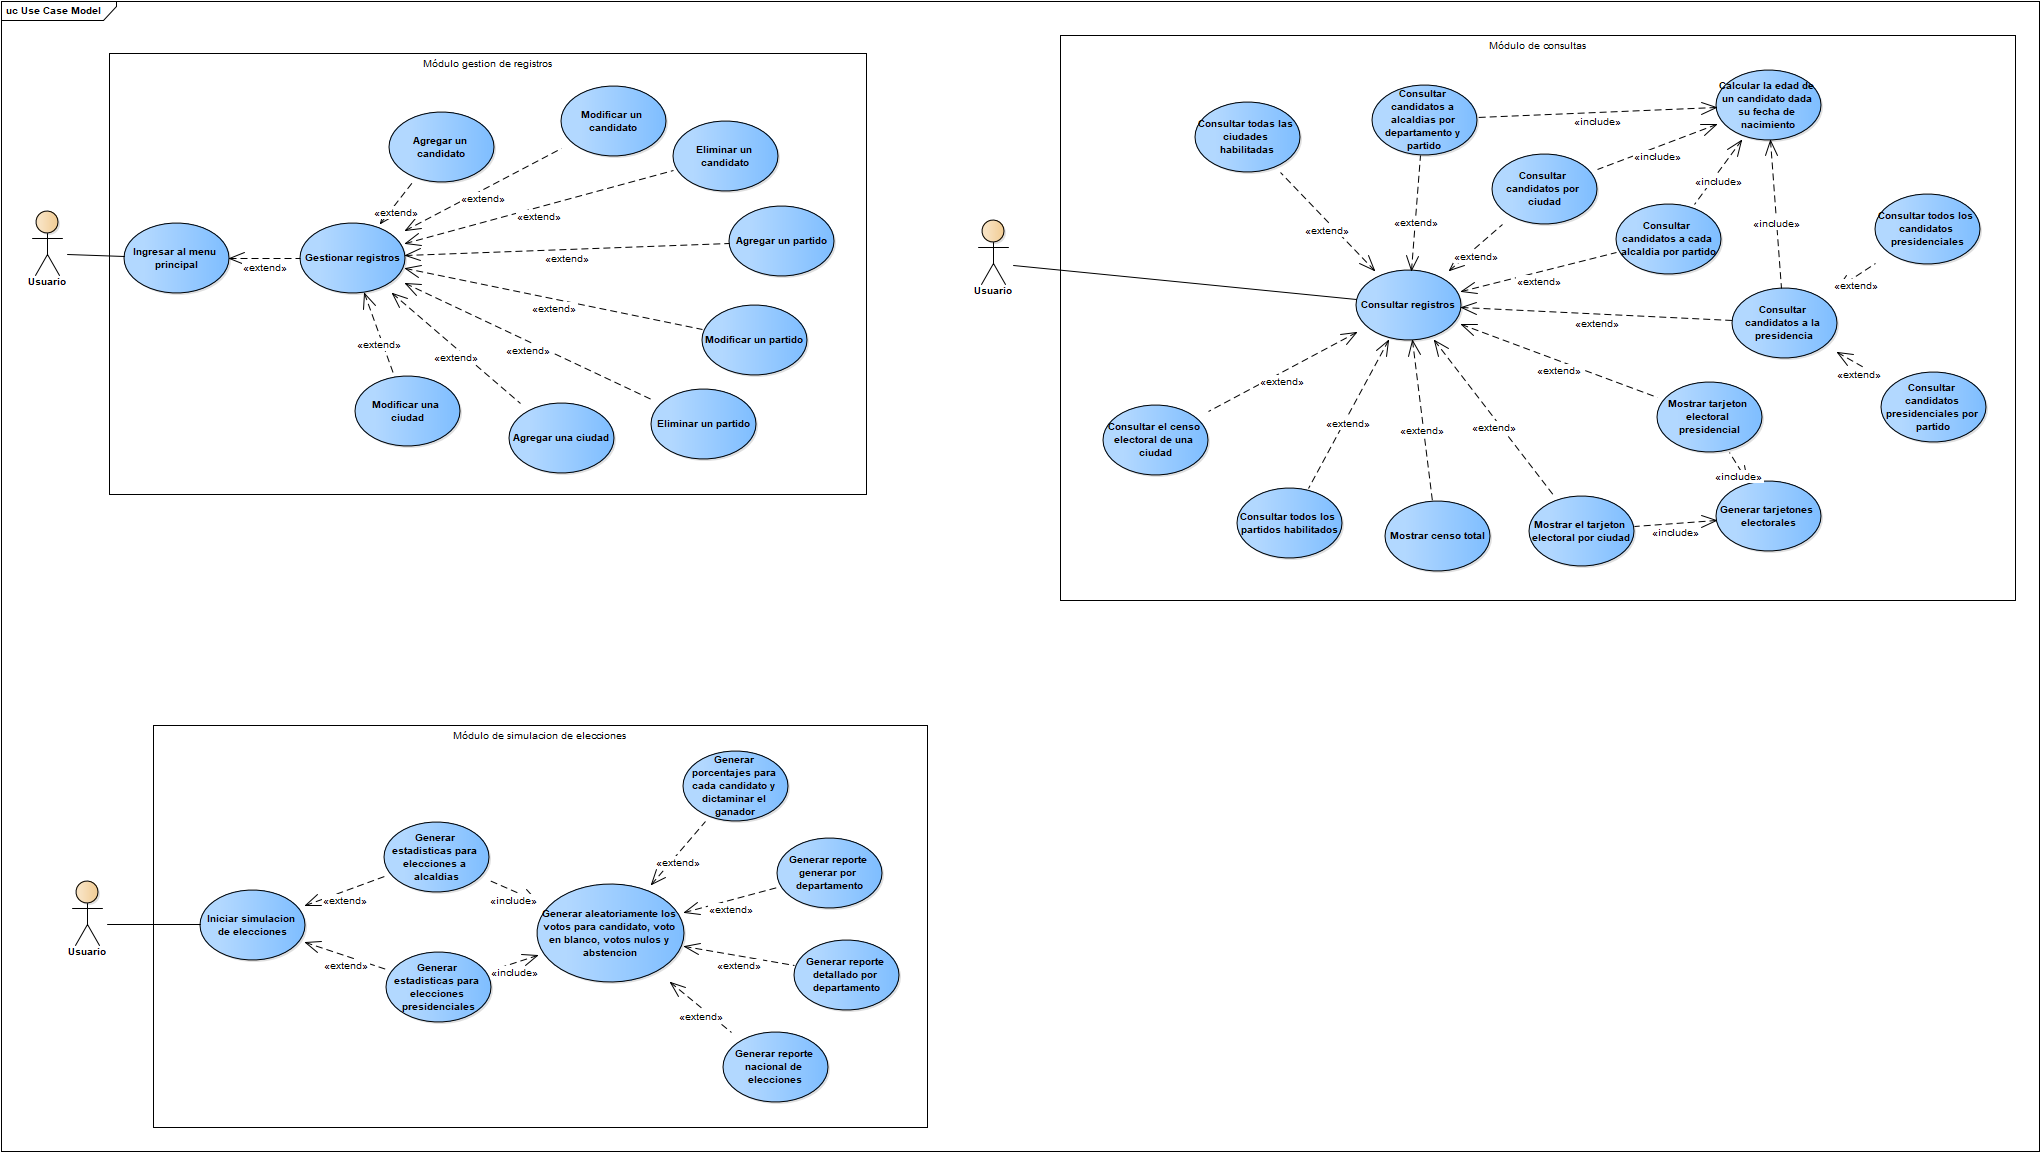 uc Use Case Model
Módulo gestion de registros
Modificar un
candidato
Agregar un
candidato
Eliminar un
candidato
«extend»
«extend»
«extend»
Agregar un partido
Usuario
Ingresar al menu
principal
«extend»
Gestionar registros
«extend»
«extend»
Modificar un partido
«extend»
«extend»
«extend»
Modificar una
ciudad
Agregar una ciudad
Eliminar un partido
Módulo de consultas
Consultar todas las
ciudades
habilitadas
Consultar
candidatos a
alcaldias por
departamento y
partido
Calcular la edad de
un candidato dada
su fecha de
nacimiento
«include»
«include»
«include»
«include»
Consultar
candidatos por
ciudad
Consultar
candidatos a cada
alcaldia por partido
Consultar todos los
candidatos
presidenciales
«extend»
«extend»
«extend»
«extend»
«extend»
Usuario
Consultar registros
«extend»
Consultar
candidatos a la
presidencia
«extend»
«extend»
Consultar
candidatos
presidenciales por
partido
«extend»
«extend»
«extend»
«extend»
Mostrar tarjeton
electoral
presidencial
«include»
Consultar el censo
electoral de una
ciudad
Consultar todos los
partidos habilitados
Mostrar censo total
Mostrar el tarjeton
electoral por ciudad
«include»
Generar tarjetones
electorales
«extend»
Módulo de simulacion de elecciones
Generar
porcentajes para
cada candidato y
dictaminar el
ganador
Generar
estadisticas para
elecciones a
alcaldias
«extend»
Generar reporte
generar por
departamento
«extend»
«include»
«extend»
Usuario
Iniciar simulacion
de elecciones
Generar aleatoriamente los
votos para candidato, voto
en blanco, votos nulos y
abstencion
«extend»
«include»
«extend»
Generar
estadisticas para
elecciones
presidenciales
Generar reporte
detallado por
departamento
«extend»
Generar reporte
nacional de
elecciones